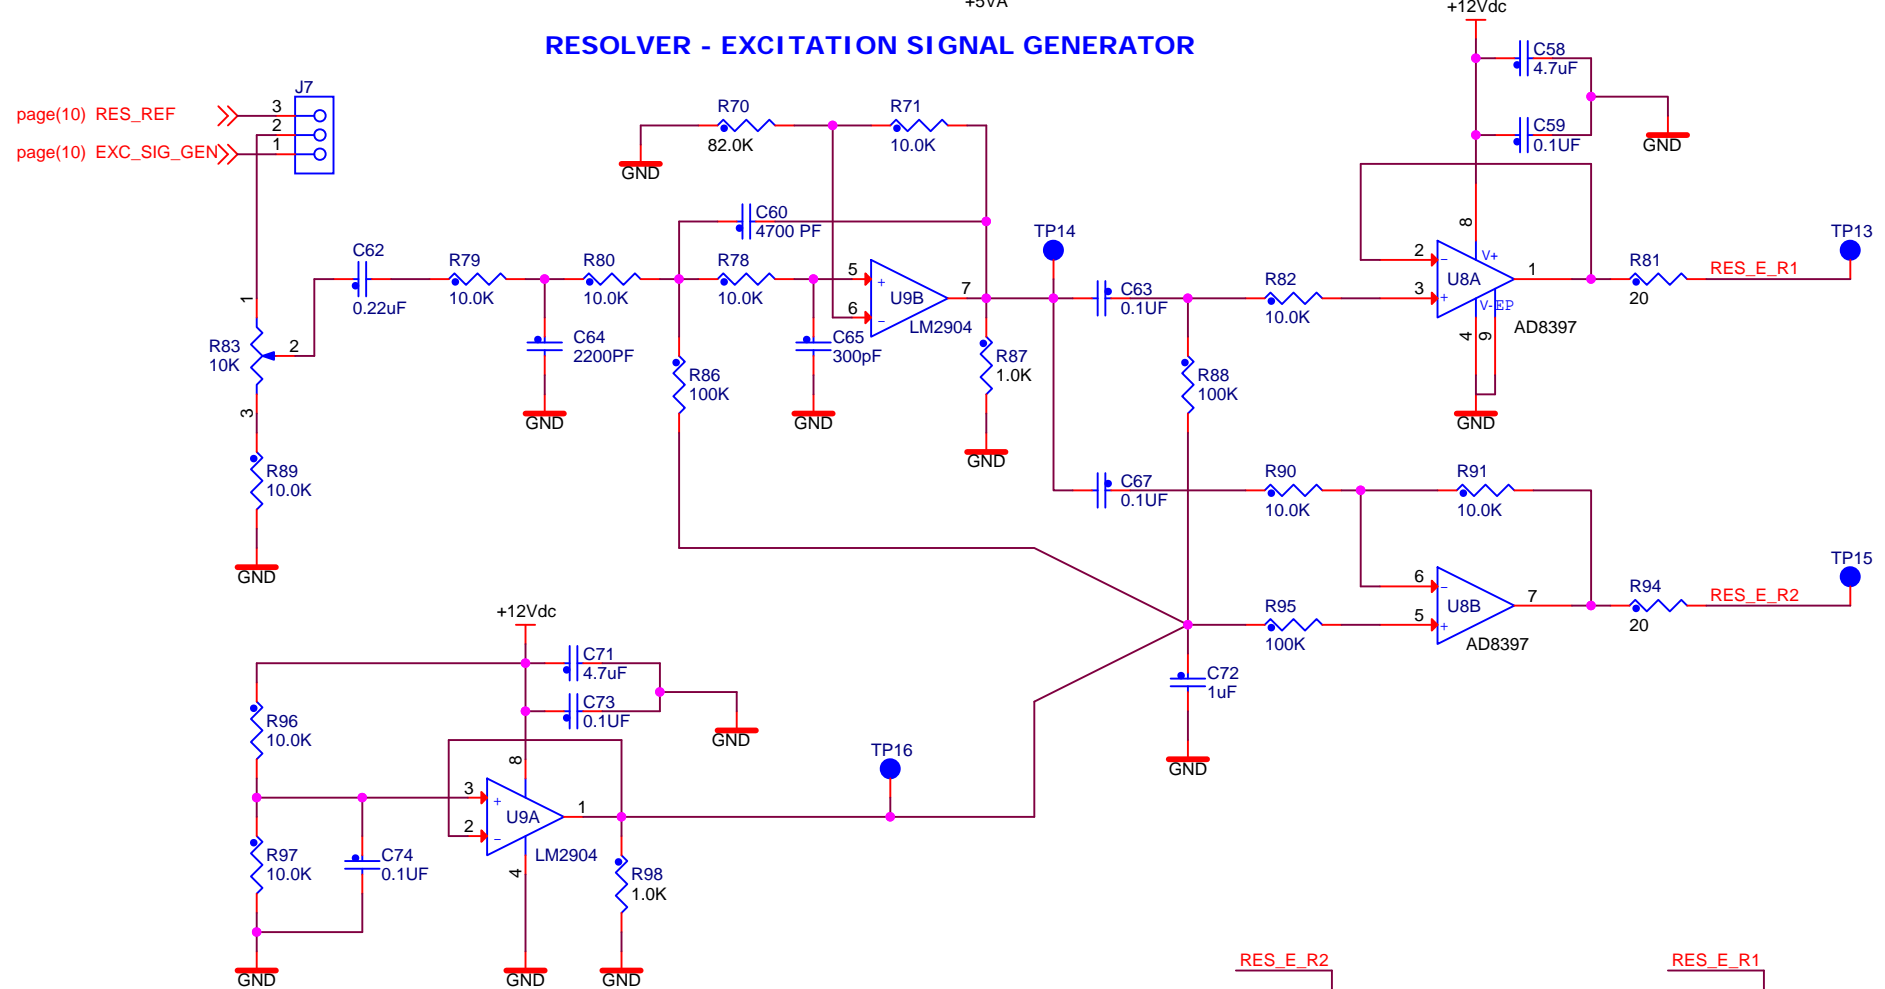 +5VA
+12Vdc
RESOLVER - EXCITATION SIGNAL GENERATOR
C58
4.7uF
C59
0.1UF
GND
J7
page(10) RES_REF
3
2
page(10) EXC_SIG_GEN
1
R70
82.0K
R71
10.0K
GND
C60
4700 PF
C62
0.22uF
R79
10.0K
R80
10.0K
R78
10.0K
5
+
6
−
U9B
7
LM2904
TP14
C63
0.1UF
R82
10.0K
8
2
−
V+
U8A
1
3
+
V-
EP
4
9
AD8397
GND
R81
20
RES_E_R1
TP13
1
R83
10K
2
3
C64
2200PF
GND
R86
100K
C65
300pF
GND
R87
1.0K
GND
R88
100K
R89
10.0K
GND
C67
0.1UF
R90
10.0K
R91
10.0K
6
−
U8B
7
5
+
AD8397
R94
20
RES_E_R2
TP15
R95
100K
C72
1uF
GND
+12Vdc
C71
4.7uF
C73
0.1UF
GND
R96
10.0K
8
3
+
2
−
U9A
1
LM2904
4
TP16
R97
10.0K
C74
0.1UF
R98
1.0K
GND
GND
GND
RES_E_R2
RES_E_R1